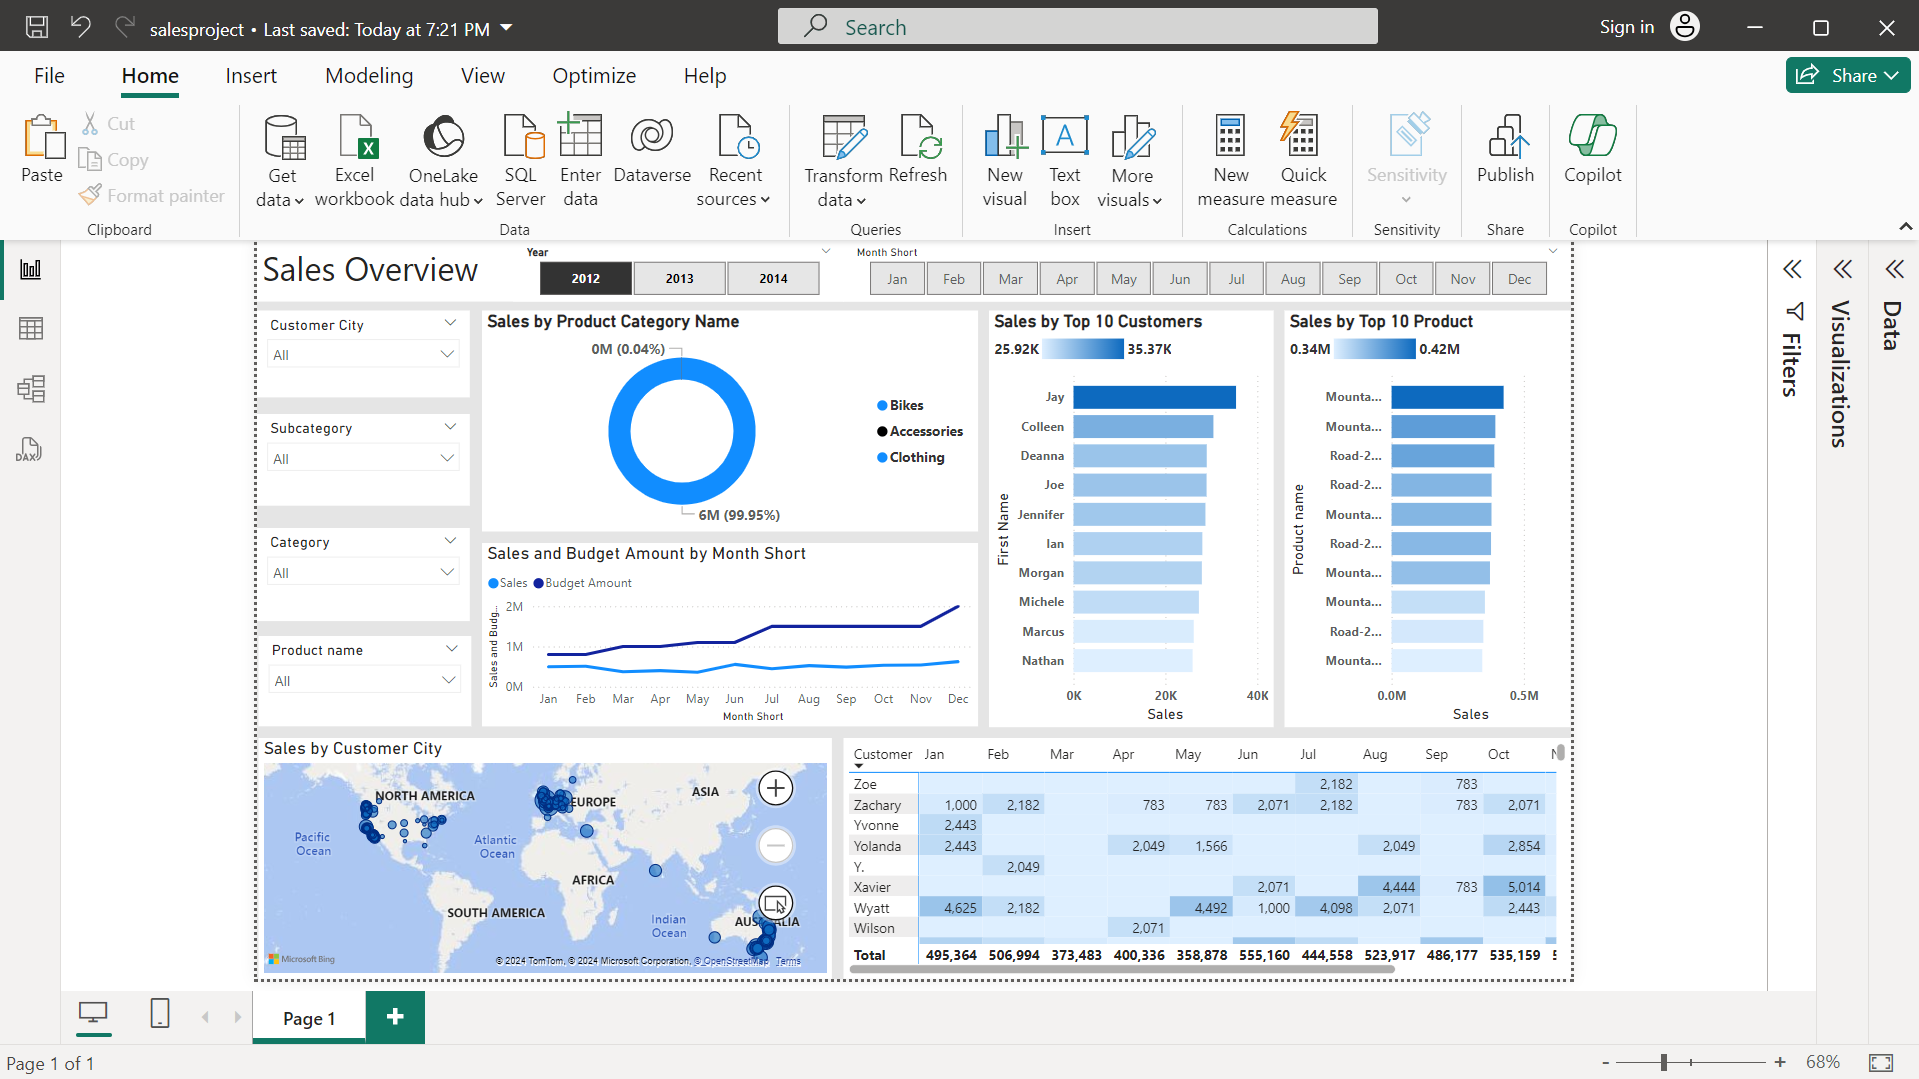 salesproject • Last saved: Today at 7:21 PM
Search
Sign in
File Home Insert Modeling View Optimize Help
Share
Paste
Cut
Copy
Format painter
Clipboard
Get data
Excel workbook
OneLake data hub
SQL Server
Enter data
Dataverse
Recent sources
Data
Transform data
Refresh
Queries
New visual
Text box
More visuals
Insert
New measure
Quick measure
Calculations
Sensitivity
Sensitivity
Publish
Share
Copilot
Copilot
Sales Overview
Year
2012 2013 2014
Month Short
Jan Feb Mar Apr May Jun Jul Aug Sep Oct Nov Dec
Filters
Visualizations
Data
Customer City
All
Subcategory
All
Category
All
Product name
All
Sales by Product Category Name
0M (0.04%)
6M (99.95%)
Bikes
Accessories
Clothing
Sales and Budget Amount by Month Short
Sales Budget Amount
Sales and Budg...
2M
1M
0M
Jan Feb Mar Apr May Jun Jul Aug Sep Oct Nov Dec
Month Short
Sales by Top 10 Customers
25.92K 35.37K
First Name
Jay
Colleen
Deanna
Joe
Jennifer
Ian
Morgan
Michele
Marcus
Nathan
0K 20K 40K
Sales
Sales by Top 10 Product
0.34M 0.42M
Product name
Mounta...
Mounta...
Road-2...
Road-2...
Mounta...
Road-2...
Mounta...
Mounta...
Road-2...
Mounta...
0.0M 0.5M
Sales
Sales by Customer City
NORTH AMERICA
EUROPE
ASIA
Pacific Ocean
Atlantic Ocean
AFRICA
SOUTH AMERICA
Indian Ocean
Microsoft Bing
© 2024 TomTom, © 2024 Microsoft Corporation, © OpenStreetMap Terms
Customer Jan Feb Mar Apr May Jun Jul Aug Sep Oct
Zoe 2,182 783
Zachary 1,000 2,182 783 783 2,071 2,182 783 2,071
Yvonne 2,443
Yolanda 2,443 2,049 1,566 2,049 2,854
Y. 2,049
Xavier 2,071 4,444 783 5,014
Wyatt 4,625 2,182 4,492 1,000 4,098 2,071 2,443
Wilson 2,071
Total 495,364 506,994 373,483 400,336 358,878 555,160 444,558 523,917 486,177 535,159
Page 1
Page 1 of 1
- + 68%
DAX